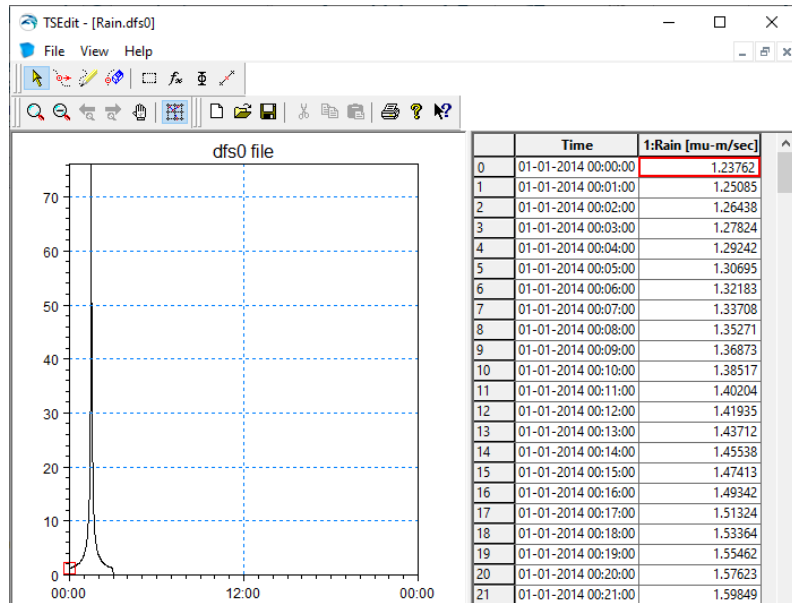 TSEdit - [Rain.dfs0]
File View Help
dfs0 file
70
60
50
40
30
20
10
0
00:00 12:00 00:00
Time 1:Rain [mu-m/sec]
0 01-01-2014 00:00:00 1.23762
1 01-01-2014 00:01:00 1.25085
2 01-01-2014 00:02:00 1.26438
3 01-01-2014 00:03:00 1.27824
4 01-01-2014 00:04:00 1.29242
5 01-01-2014 00:05:00 1.30695
6 01-01-2014 00:06:00 1.32183
7 01-01-2014 00:07:00 1.33708
8 01-01-2014 00:08:00 1.35271
9 01-01-2014 00:09:00 1.36873
10 01-01-2014 00:10:00 1.38517
11 01-01-2014 00:11:00 1.40204
12 01-01-2014 00:12:00 1.41935
13 01-01-2014 00:13:00 1.43712
14 01-01-2014 00:14:00 1.45538
15 01-01-2014 00:15:00 1.47413
16 01-01-2014 00:16:00 1.49342
17 01-01-2014 00:17:00 1.51324
18 01-01-2014 00:18:00 1.53364
19 01-01-2014 00:19:00 1.55462
20 01-01-2014 00:20:00 1.57623
21 01-01-2014 00:21:00 1.59849